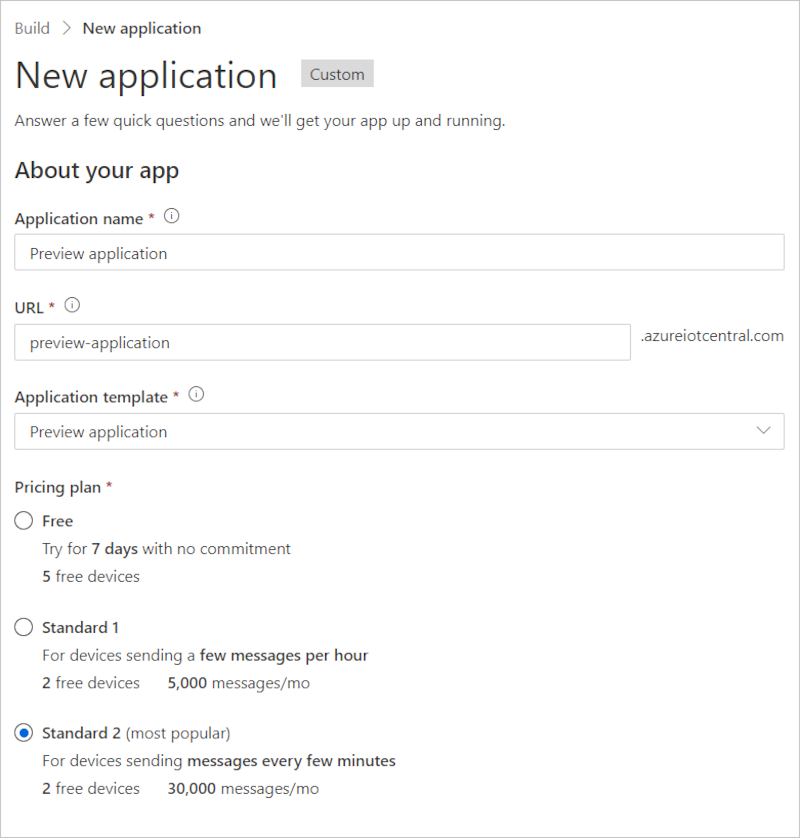 Build > New application
New application Custom
Answer a few quick questions and we'll get your app up and running.
About your app
Application name *
Preview application
URL *
preview-application .azureiotcentral.com
Application template *
Preview application
Pricing plan *
Free
Try for 7 days with no commitment
5 free devices
Standard 1
For devices sending a few messages per hour
2 free devices 5,000 messages/mo
Standard 2 (most popular)
For devices sending messages every few minutes
2 free devices 30,000 messages/mo